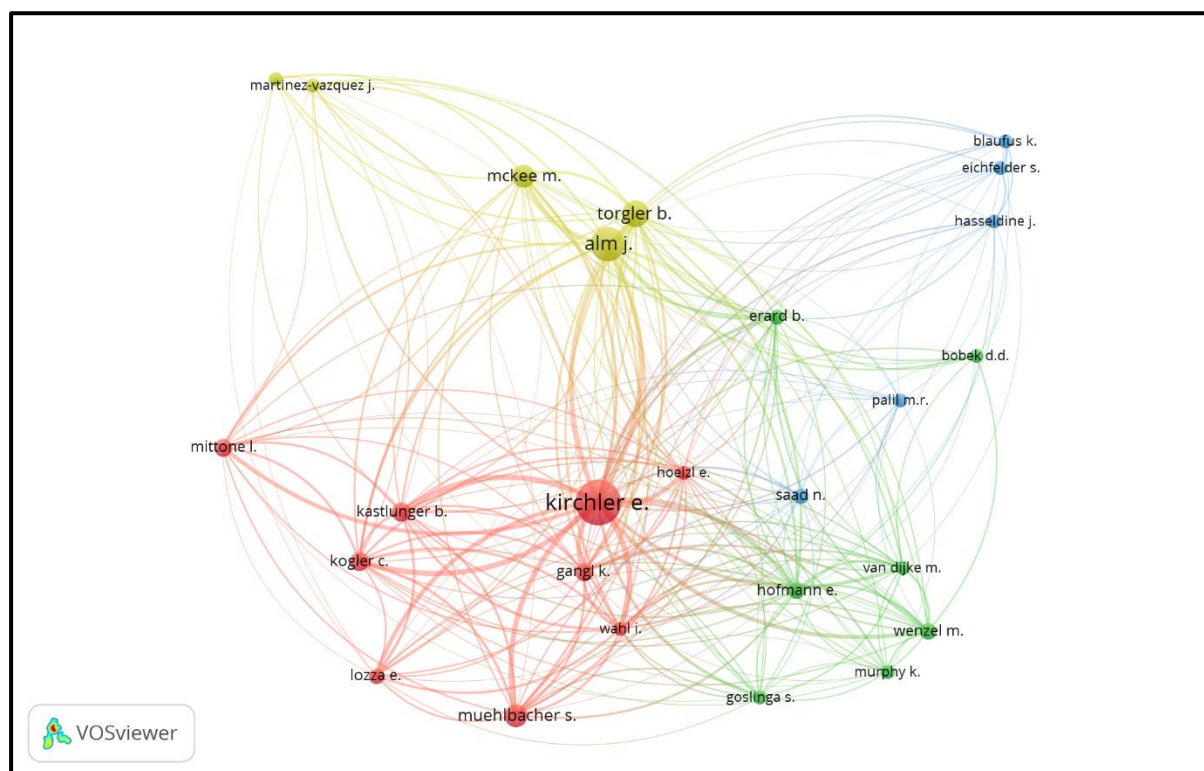 martinez-vazquez j.
blaufus k.
eichfelder s.
mckee m.
torgler b.
hasseldine j.
alm j.
erard b.
bobek d.d.
palil m.r.
mittone l.
hoelzl e.
kirchler e.
saad n.
kastlunger b.
kogler c.
gangl k.
van dijke m.
hofmann e.
wahl i.
wenzel m.
lozza e.
murphy k.
goslinga s.
muehlbacher s.
VOSviewer